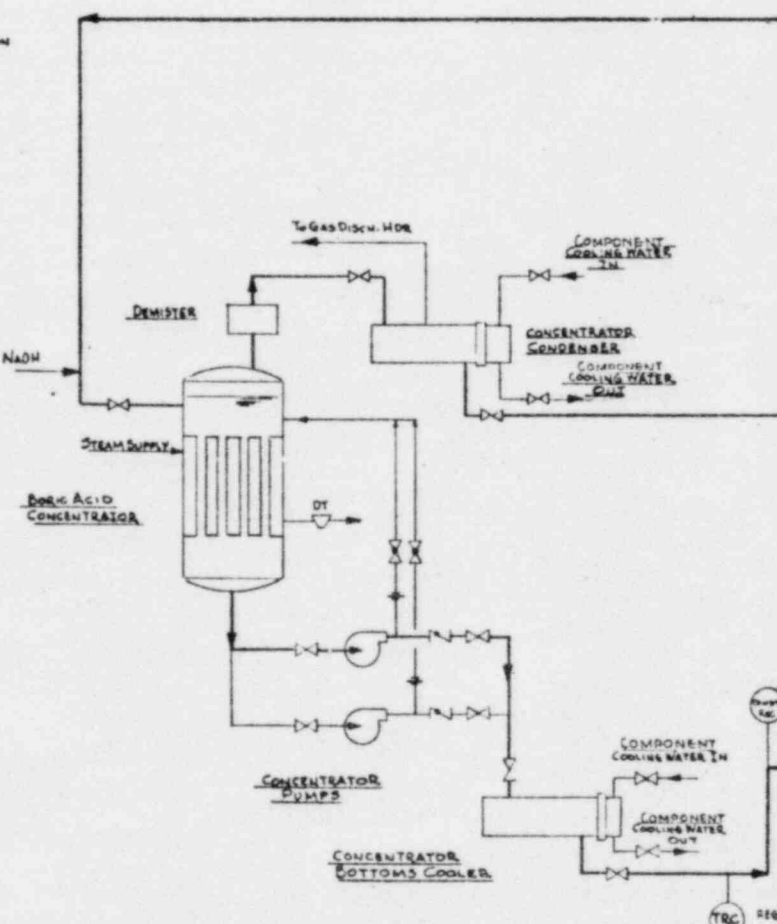 To GAS DISCH. HDR
COMPONENT
COOLING WATER
IN
DEMISTER
CONCENTRATOR
CONDENSER
NaOH
COMPONENT
COOLING WATER
OUT
STEAM SUPPLY
BORIC ACID
CONCENTRATOR
DT
COMPONENT
COOLING WATER IN
CONCENTRATOR
PUMPS
COMPONENT
COOLING WATER
OUT
CONCENTRATOR
BOTTOMS COOLER
TRC